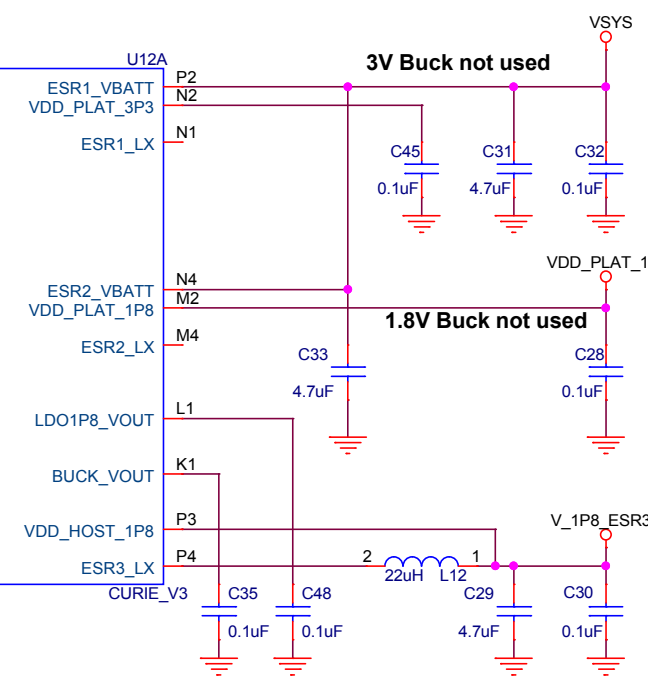 VSYS
U12A
3V Buck not used
ESR1_VBATT P2
VDD_PLAT_3P3 N2
ESR1_LX N1
C45 C31 C32
0.1uF 4.7uF 0.1uF
VDD_PLAT_1
ESR2_VBATT N4
VDD_PLAT_1P8 M2
1.8V Buck not used
ESR2_LX M4
C33 C28
4.7uF 0.1uF
LDO1P8_VOUT L1
BUCK_VOUT K1
VDD_HOST_1P8 P3
V_1P8_ESR3
ESR3_LX P4
2 1
22uH L12
CURIE_V3 C35 C48 C29 C30
0.1uF 0.1uF 4.7uF 0.1uF